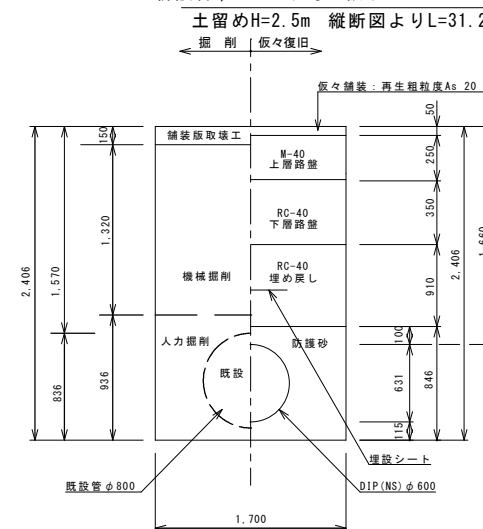 土留めH=2.5m 縦断図よりL=31.2
掘 削 仮々復旧
仮々舗装：再生粗粒度As 20
舗装版取壊工
M-40
上層路盤
RC-40
下層路盤
RC-40
埋め戻し
機械掘削
人力掘削
防護砂
既設
埋設シート
既設管φ800
DIP(NS)φ600
150
1,320
936
1,570
836
2,406
50
250
350
910
100
631
115
846
2,406
1,700